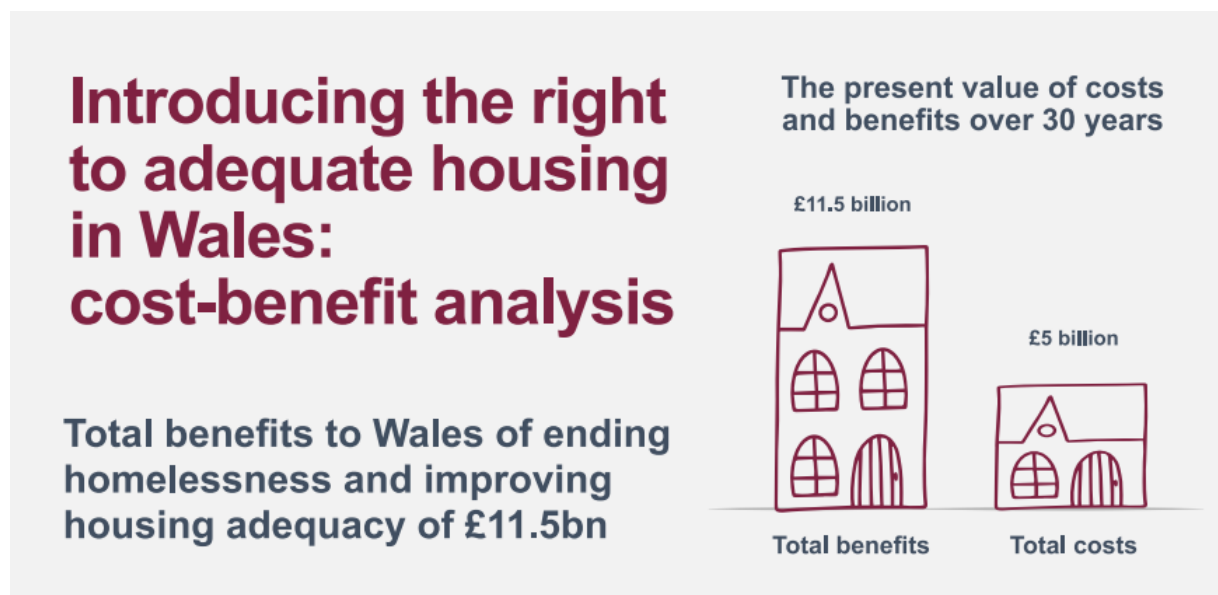 Introducing the right
to adequate housing
in Wales:
cost-benefit analysis
Total benefits to Wales of ending
homelessness and improving
housing adequacy of £11.5bn
The present value of costs
and benefits over 30 years
£11.5 billion
£5 billion
Total benefits
Total costs